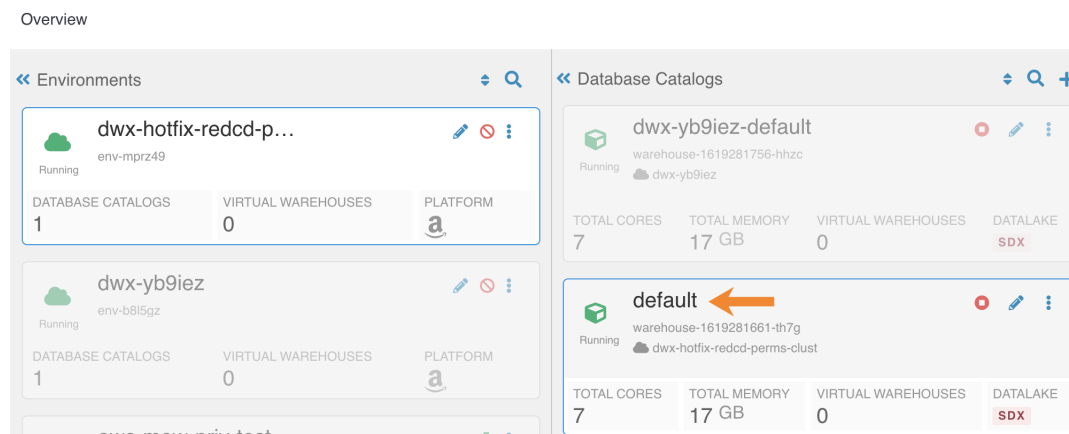 Overview
Environments
dwx-hotfix-redcd-p…
env-mprz49
Running
DATABASE CATALOGS
1
VIRTUAL WAREHOUSES
0
PLATFORM
a
dwx-yb9iez
env-b8l5gz
Running
DATABASE CATALOGS
1
VIRTUAL WAREHOUSES
0
PLATFORM
a
Database Catalogs
dwx-yb9iez-default
warehouse-1619281756-hhzc
dwx-yb9iez
Running
TOTAL CORES
7
TOTAL MEMORY
17 GB
VIRTUAL WAREHOUSES
0
DATALAKE
SDX
default
warehouse-1619281661-th7g
dwx-hotfix-redcd-perms-clust
Running
TOTAL CORES
7
TOTAL MEMORY
17 GB
VIRTUAL WAREHOUSES
0
DATALAKE
SDX